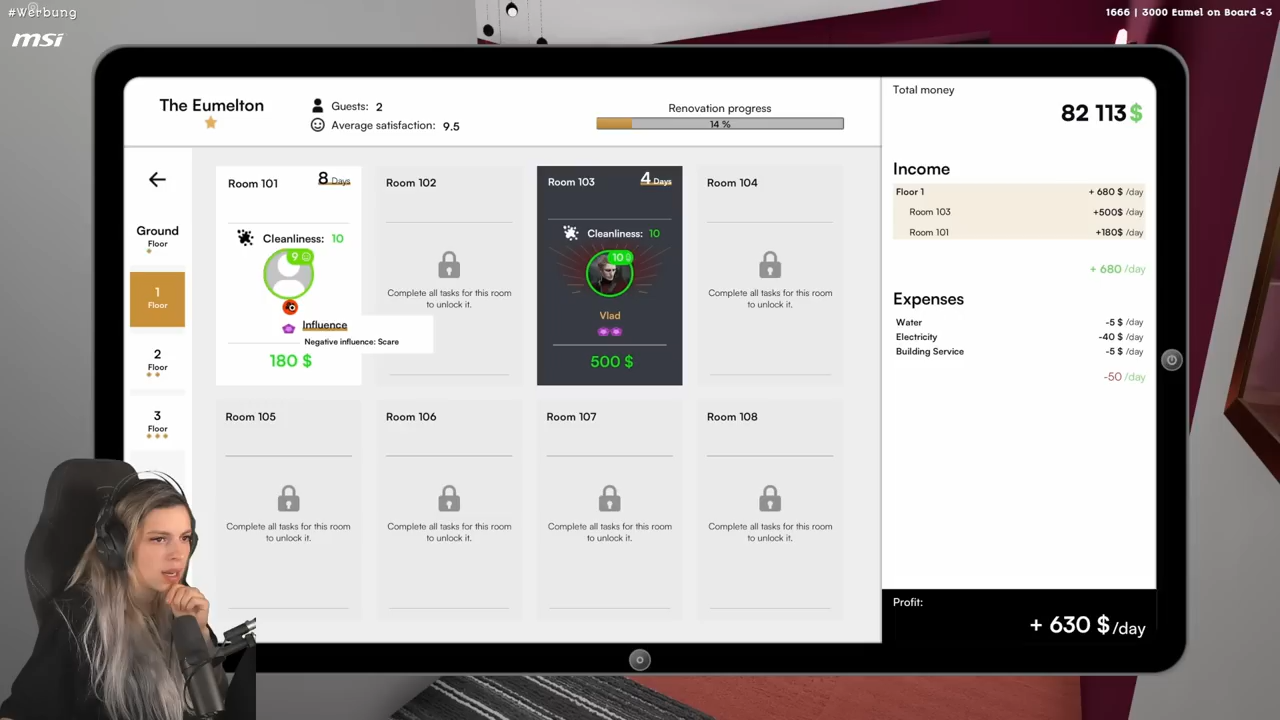 #Werbung
1666 | 3000 Eumel on Board <3
msi
The Eumelton
Guests: 2
Average satisfaction: 9.5
Renovation progress
14 %
Total money
82 113$
Ground
Floor
1
Floor
2
Floor
3
Floor
Room 101
8 Days
Cleanliness: 10
9
Influence
Negative influence: Scare
180 $
Room 102
Complete all tasks for this room
to unlock it.
Room 103
4 Days
Cleanliness: 10
10
Vlad
500 $
Room 104
Complete all tasks for this room
to unlock it.
Room 105
Complete all tasks for this room
to unlock it.
Room 106
Complete all tasks for this room
to unlock it.
Room 107
Complete all tasks for this room
to unlock it.
Room 108
Complete all tasks for this room
to unlock it.
Income
Floor 1 + 680 $ /day
Room 103 +500$ /day
Room 101 +180$ /day
+ 680 /day
Expenses
Water -5 $ /day
Electricity -40 $ /day
Building Service -5 $ /day
-50 /day
Profit:
+ 630 $/day